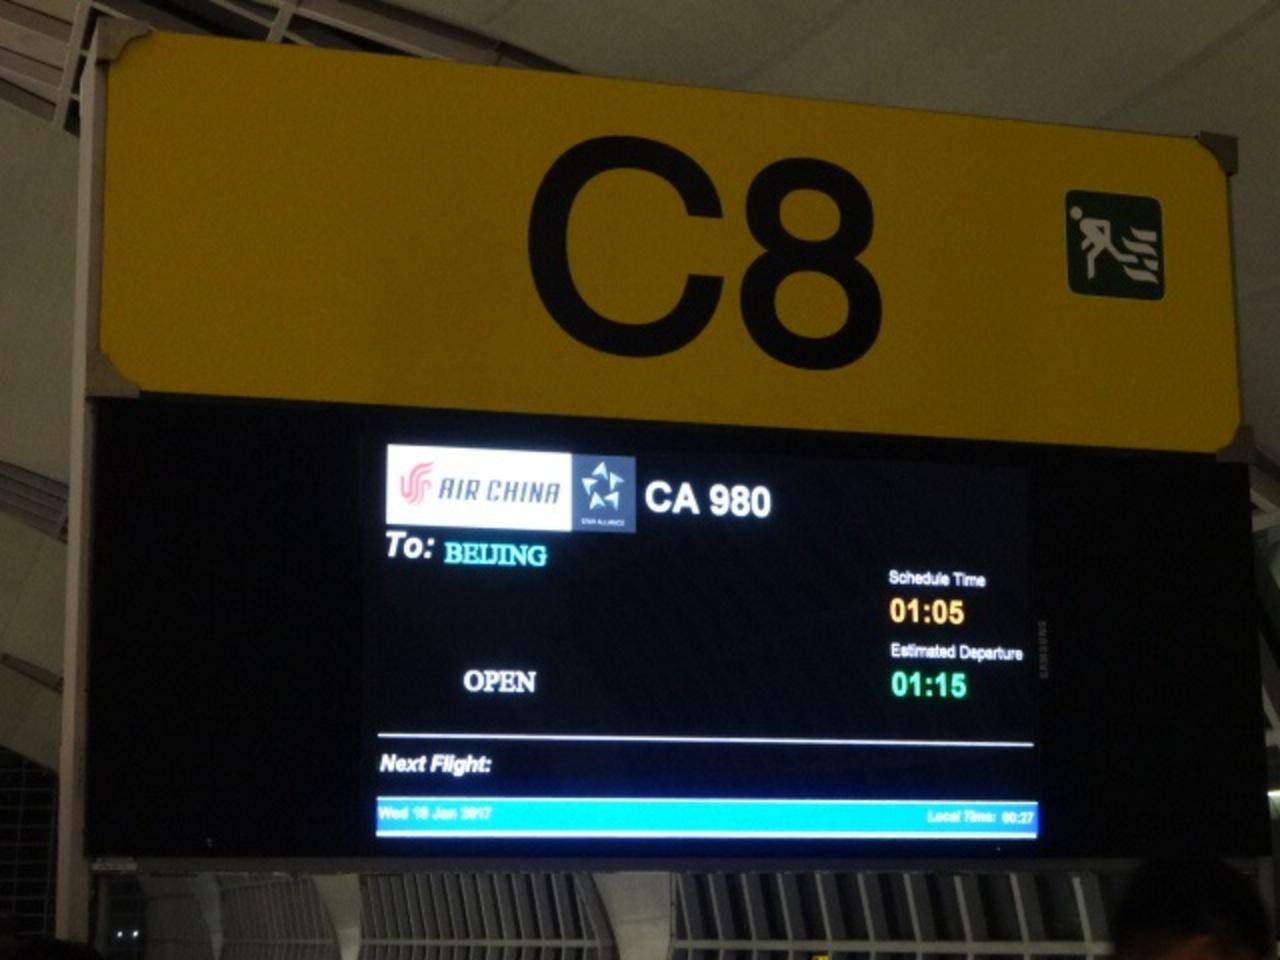 C8
AIR CHINA
STAR ALLIANCE
CA 980
To: BEIJING
Schedule Time
01:05
Estimated Departure
01:15
SAMSUNG
OPEN
Next Flight:
Wed 18 Jan 2017
Local Time: 00:27